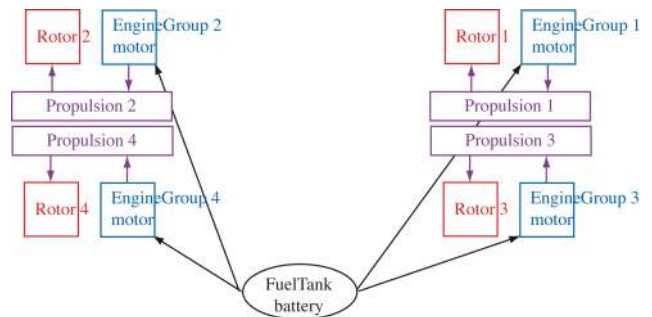 Rotor 2
EngineGroup 2
motor
Rotor 1
EngineGroup 1
motor
Propulsion 2
Propulsion 1
Propulsion 4
Propulsion 3
Rotor 4
EngineGroup 4
motor
Rotor 3
EngineGroup 3
motor
FuelTank
battery